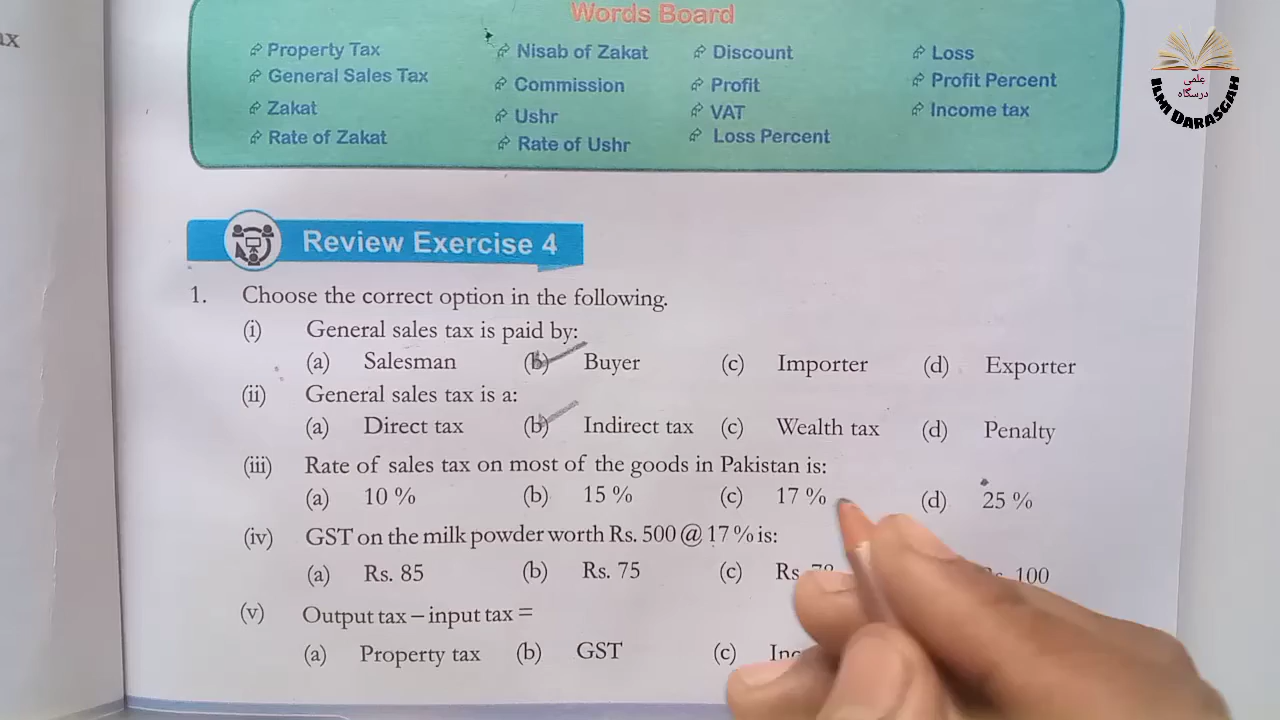 ax
Words Board
Property Tax
Nisab of Zakat
Discount
Loss
General Sales Tax
Commission
Profit
Profit Percent
Zakat
Ushr
VAT
Income tax
Rate of Zakat
Rate of Ushr
Loss Percent
علمی
درسگاہ
ILMI DARASGAH
Review Exercise 4
1. Choose the correct option in the following.
(i) General sales tax is paid by:
(a) Salesman (b) Buyer (c) Importer (d) Exporter
(ii) General sales tax is a:
(a) Direct tax (b) Indirect tax (c) Wealth tax (d) Penalty
(iii) Rate of sales tax on most of the goods in Pakistan is:
(a) 10 % (b) 15 % (c) 17 % (d) 25 %
(iv) GST on the milk powder worth Rs. 500 @ 17 % is:
(a) Rs. 85 (b) Rs. 75 (c) Rs. 100
(v) Output tax – input tax =
(a) Property tax (b) GST (c)